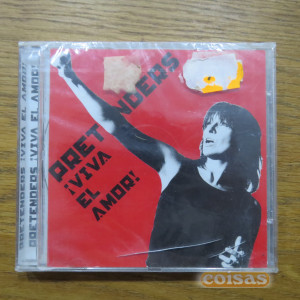 PRETENDERS ¡VIVA EL AMOR!
PRETENDERS ¡VIVA EL AMOR!
PRETENDERS
¡VIVA
EL
AMOR!
coisas